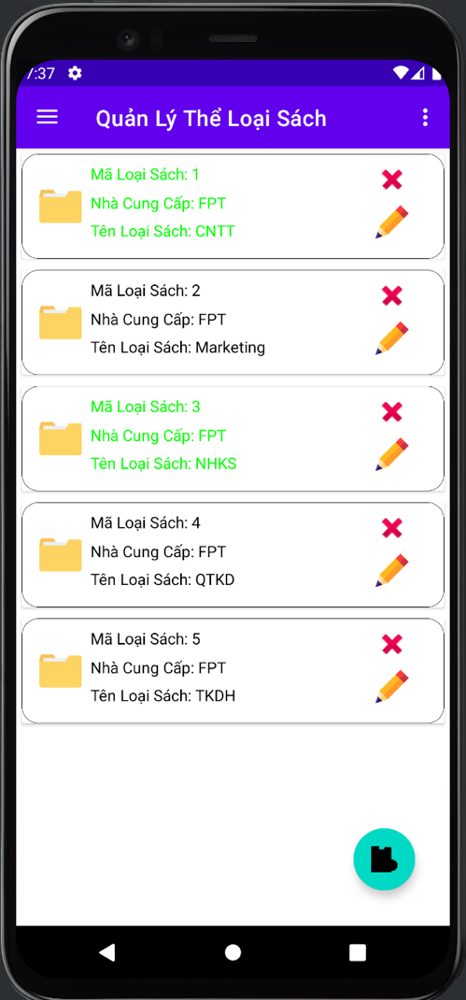 7:37
Quản Lý Thể Loại Sách
Mã Loại Sách: 1
Nhà Cung Cấp: FPT
Tên Loại Sách: CNTT
Mã Loại Sách: 2
Nhà Cung Cấp: FPT
Tên Loại Sách: Marketing
Mã Loại Sách: 3
Nhà Cung Cấp: FPT
Tên Loại Sách: NHKS
Mã Loại Sách: 4
Nhà Cung Cấp: FPT
Tên Loại Sách: QTKD
Mã Loại Sách: 5
Nhà Cung Cấp: FPT
Tên Loại Sách: TKDH